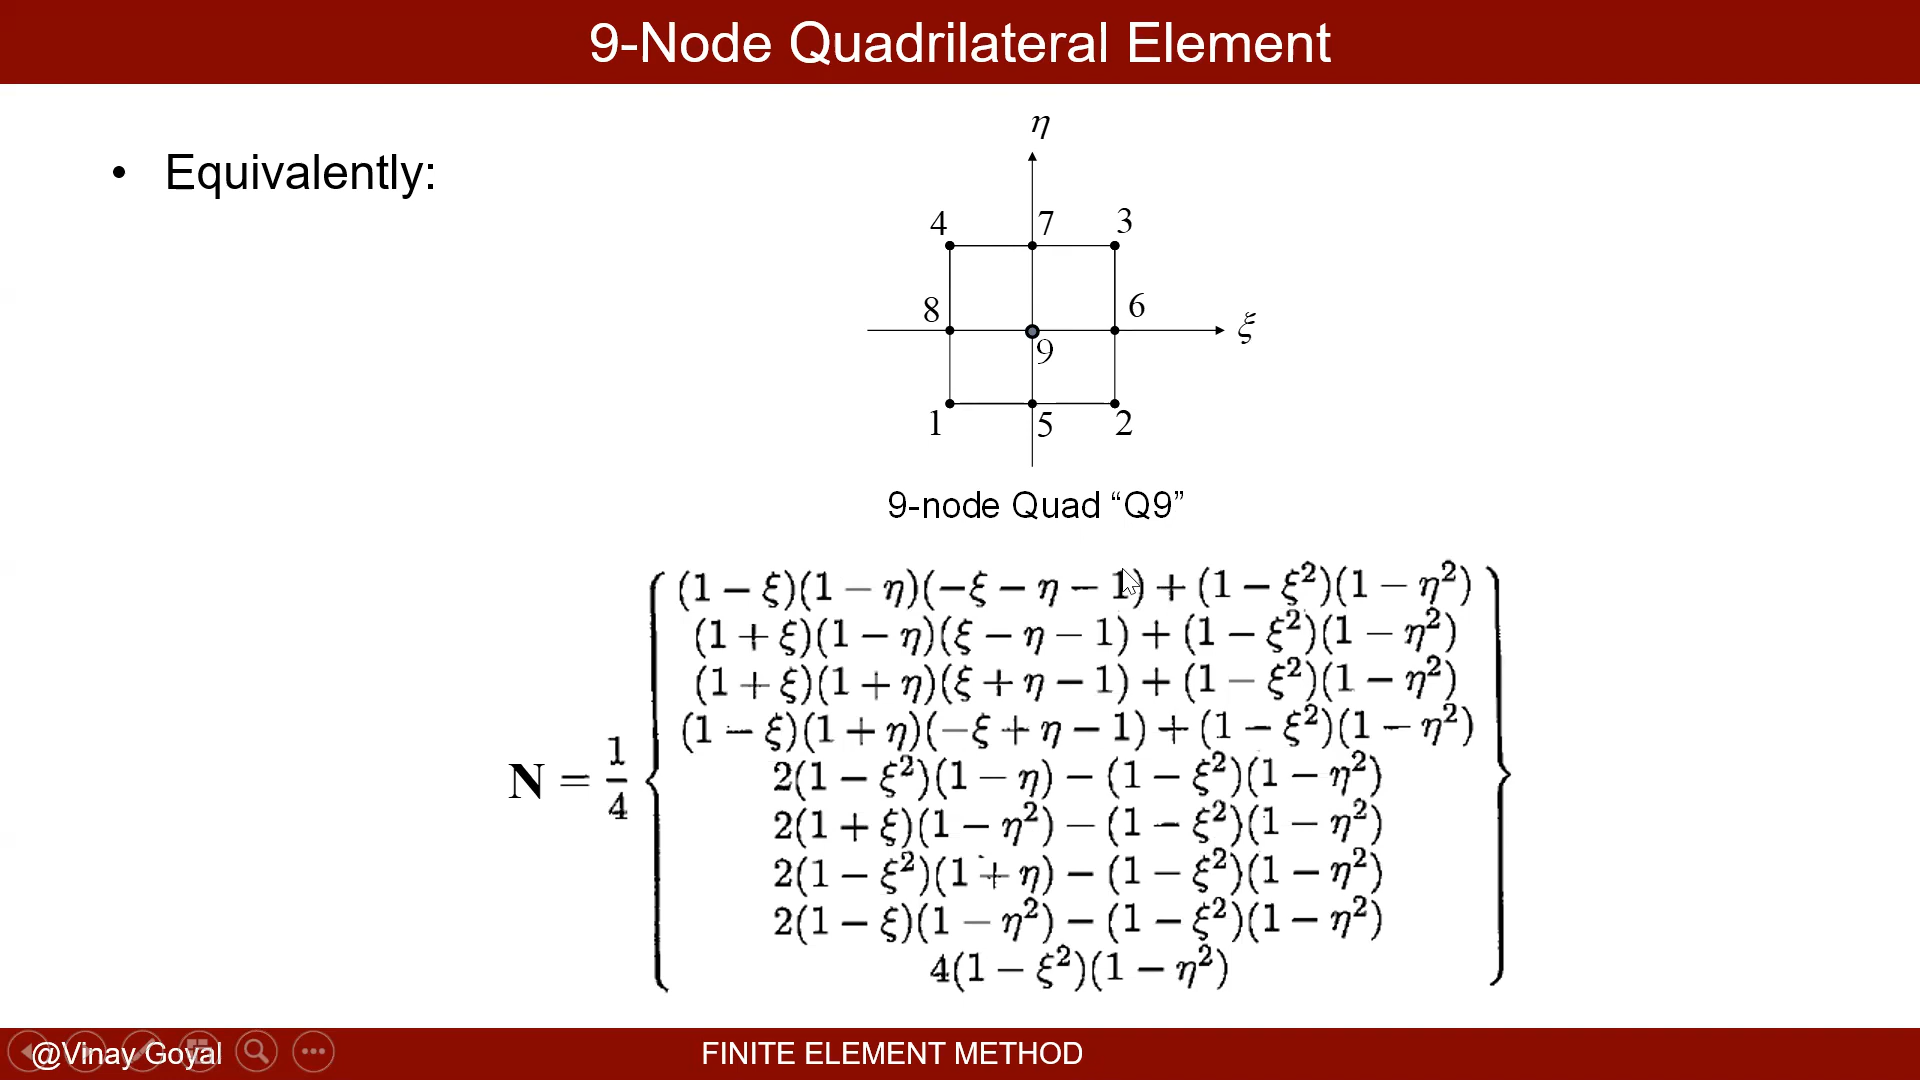 9-Node Quadrilateral Element
• Equivalently:
η
4 7 3
8 6
ξ
9
1 5 2
9-node Quad “Q9”
(1 − ξ)(1 − η)(−ξ − η − 1) + (1 − ξ²)(1 − η²)
(1 + ξ)(1 − η)(ξ − η − 1) + (1 − ξ²)(1 − η²)
(1 + ξ)(1 + η)(ξ + η − 1) + (1 − ξ²)(1 − η²)
(1 − ξ)(1 + η)(−ξ + η − 1) + (1 − ξ²)(1 − η²)
N = 1/4 { 2(1 − ξ²)(1 − η) − (1 − ξ²)(1 − η²) }
2(1 + ξ)(1 − η²) − (1 − ξ²)(1 − η²)
2(1 − ξ²)(1 + η) − (1 − ξ²)(1 − η²)
2(1 − ξ)(1 − η²) − (1 − ξ²)(1 − η²)
4(1 − ξ²)(1 − η²)
@Vinay Goyal
FINITE ELEMENT METHOD